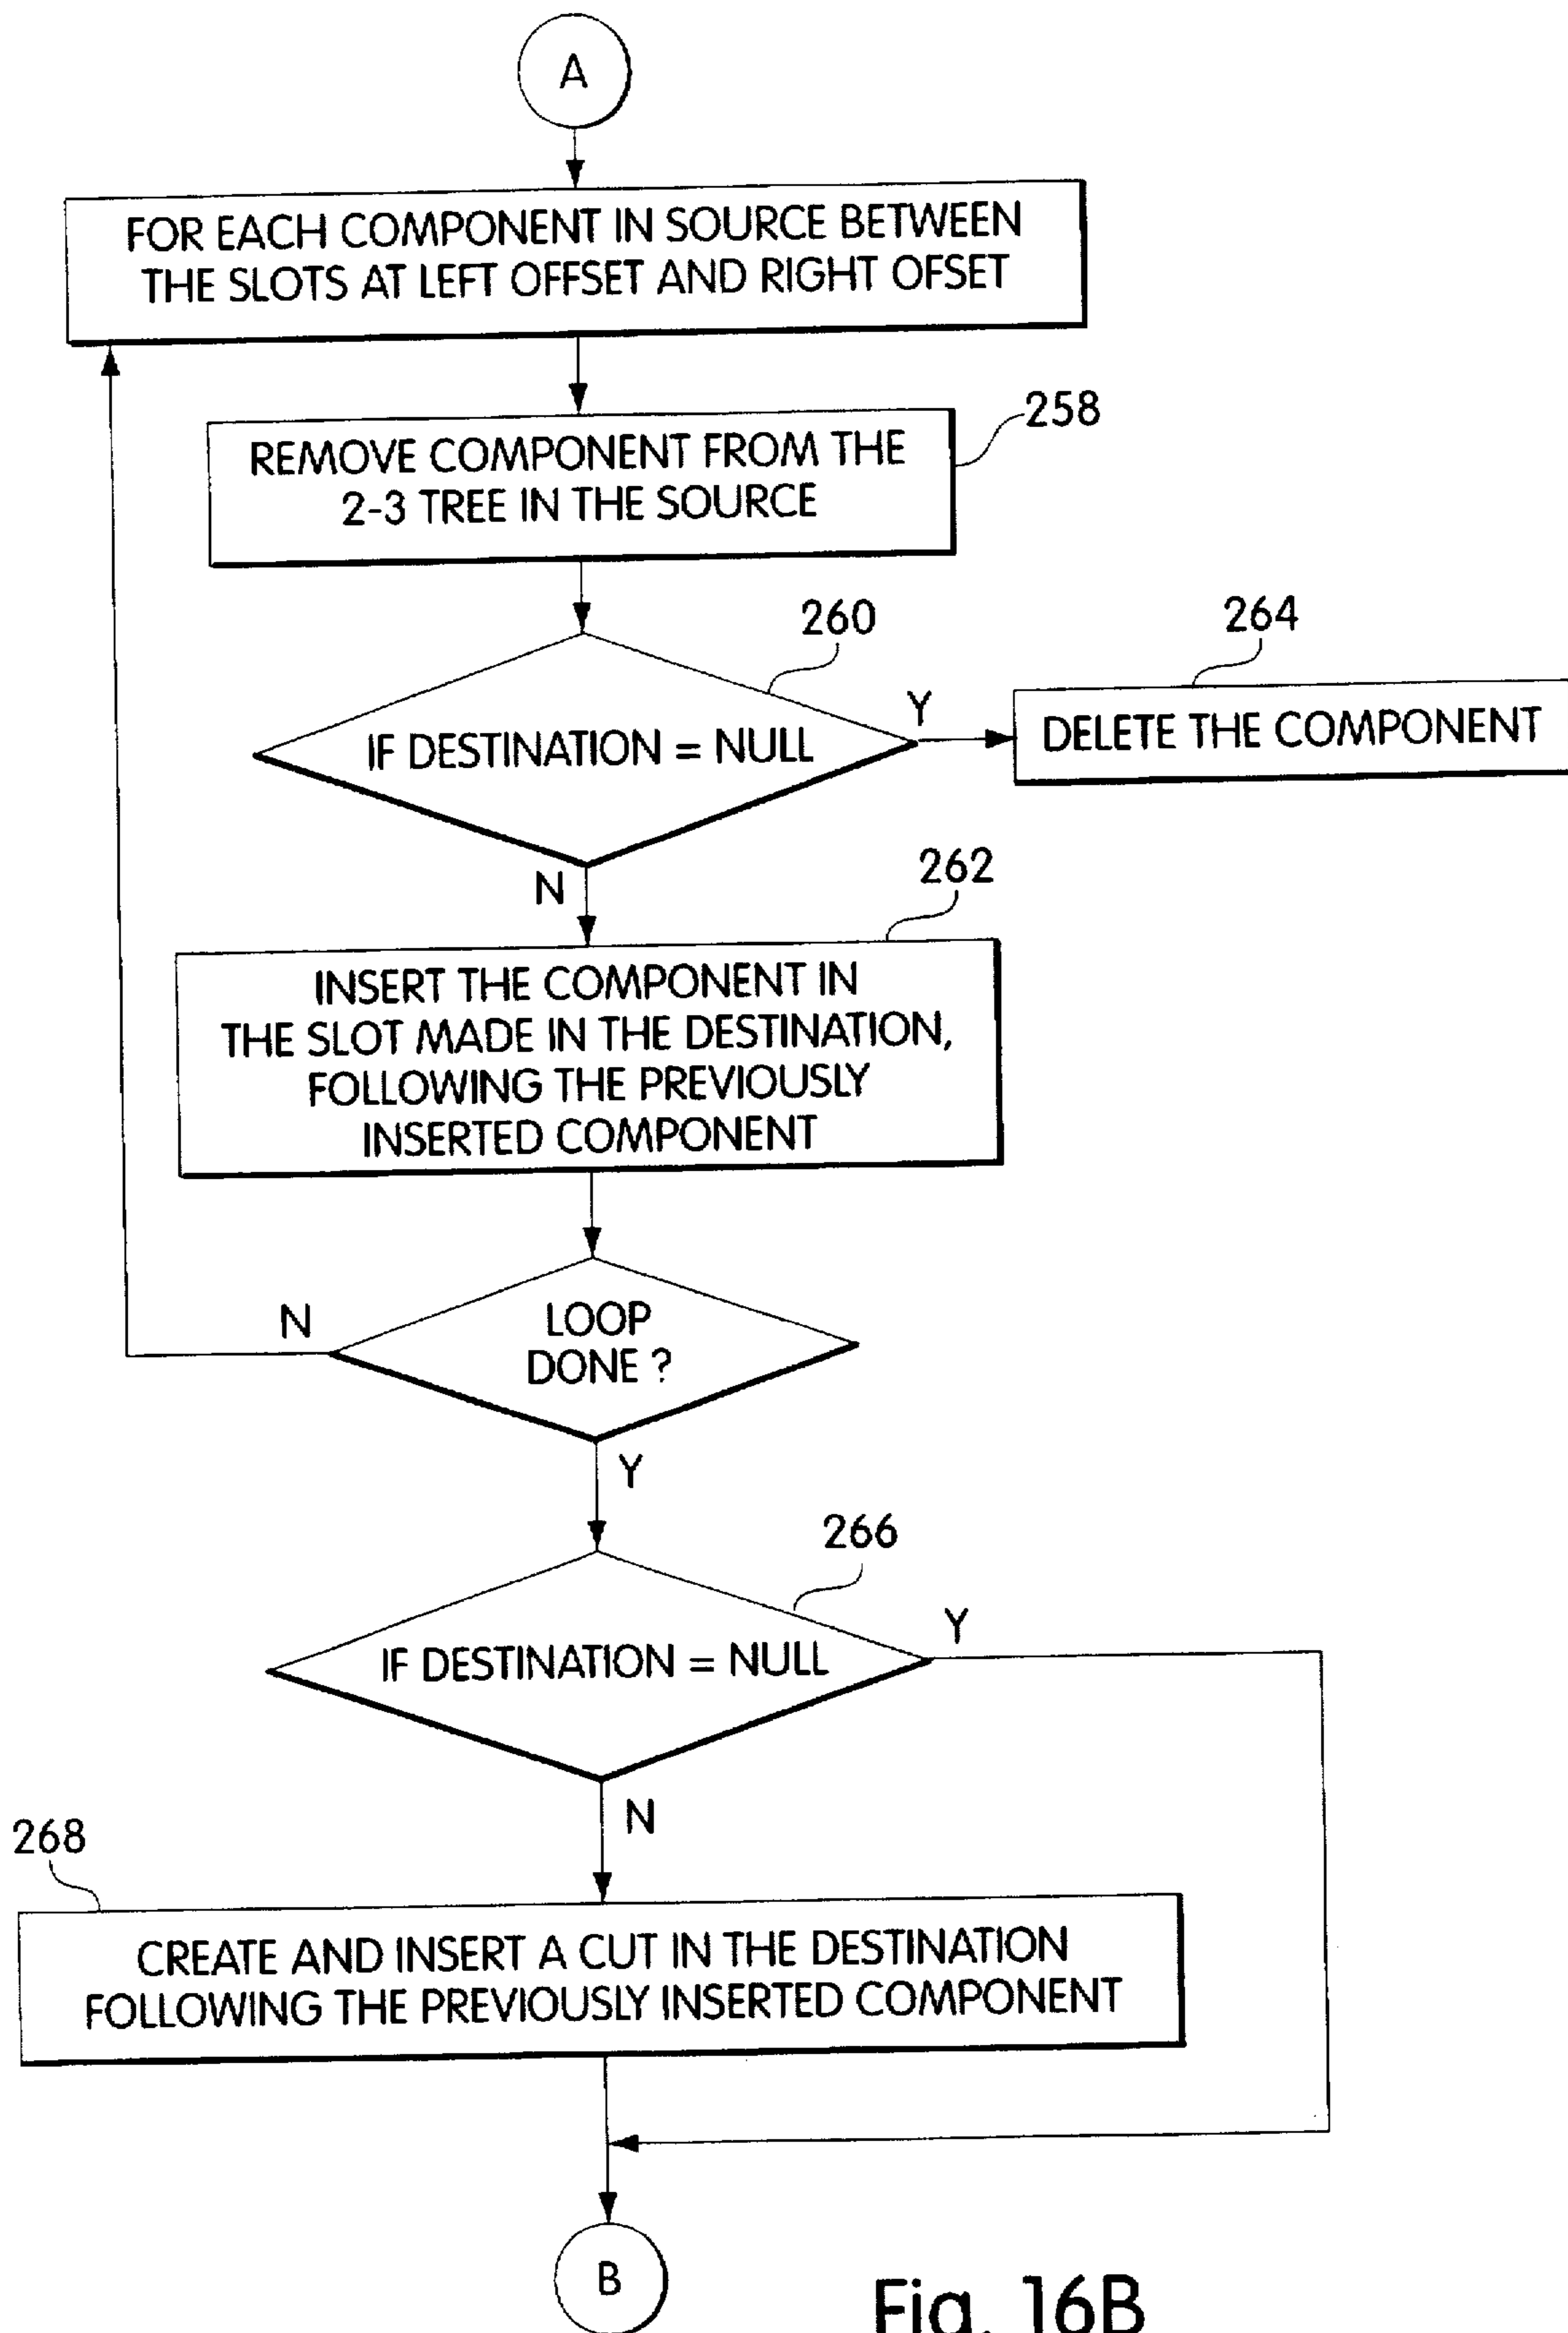 A
FOR EACH COMPONENT IN SOURCE BETWEEN
THE SLOTS AT LEFT OFFSET AND RIGHT OFSET
258
REMOVE COMPONENT FROM THE
2-3 TREE IN THE SOURCE
260
264
IF DESTINATION = NULL
Y
DELETE THE COMPONENT
N
262
INSERT THE COMPONENT IN
THE SLOT MADE IN THE DESTINATION,
FOLLOWING THE PREVIOUSLY
INSERTED COMPONENT
N
LOOP
DONE ?
Y
266
IF DESTINATION = NULL
Y
N
268
CREATE AND INSERT A CUT IN THE DESTINATION
FOLLOWING THE PREVIOUSLY INSERTED COMPONENT
B
Fig. 16B